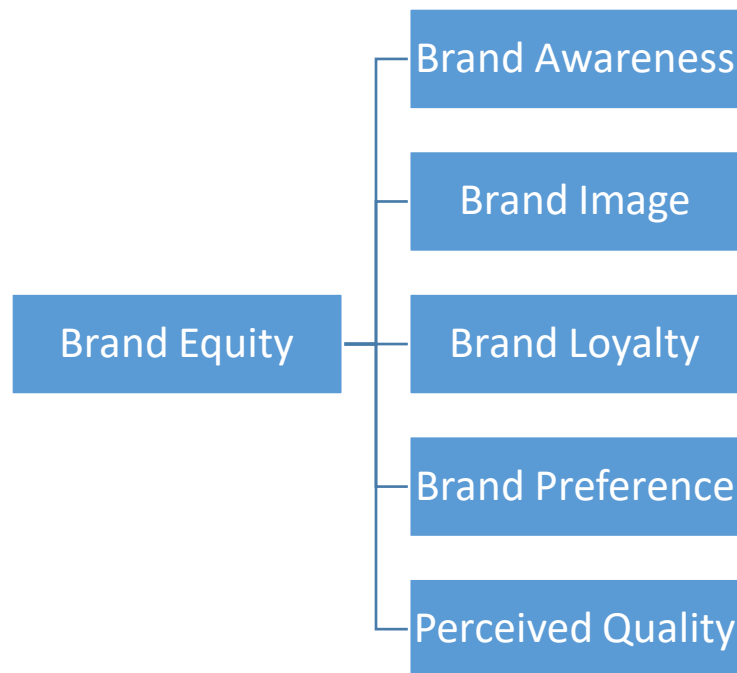 Brand Awareness
Brand Image
Brand Equity
Brand Loyalty
Brand Preference
Perceived Quality